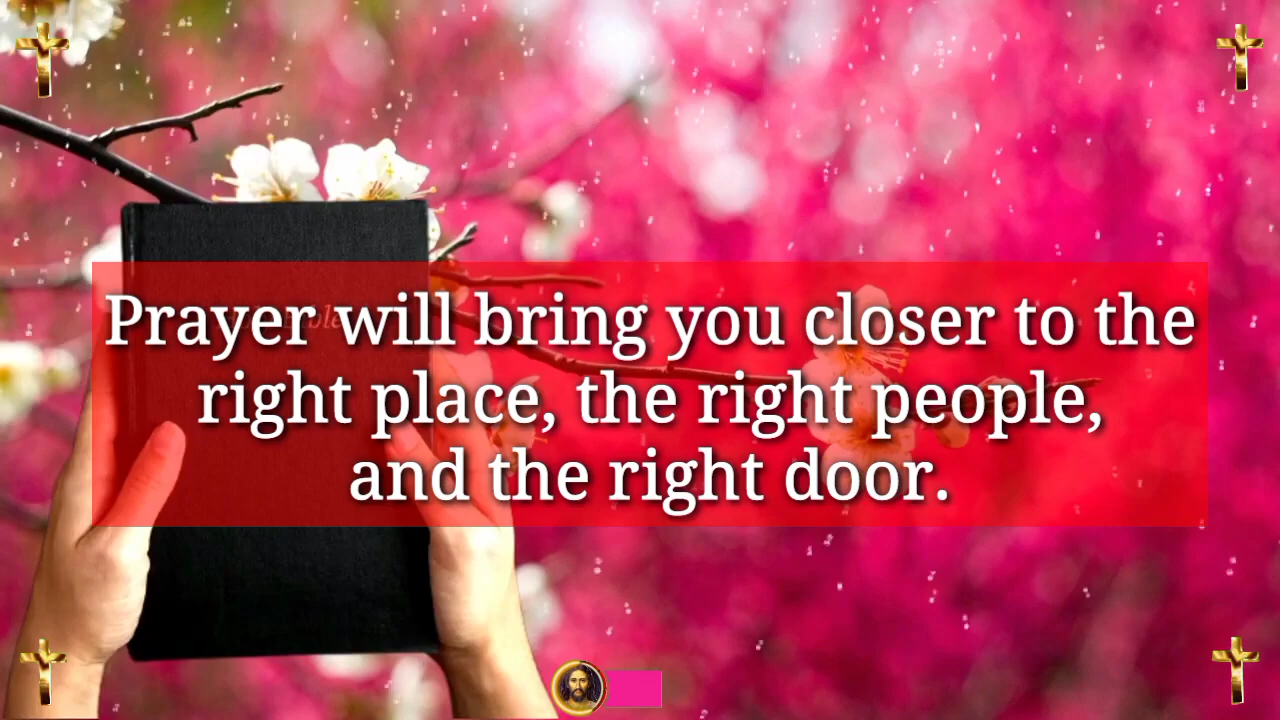 Prayer will bring you closer to the
right place, the right people,
and the right door.